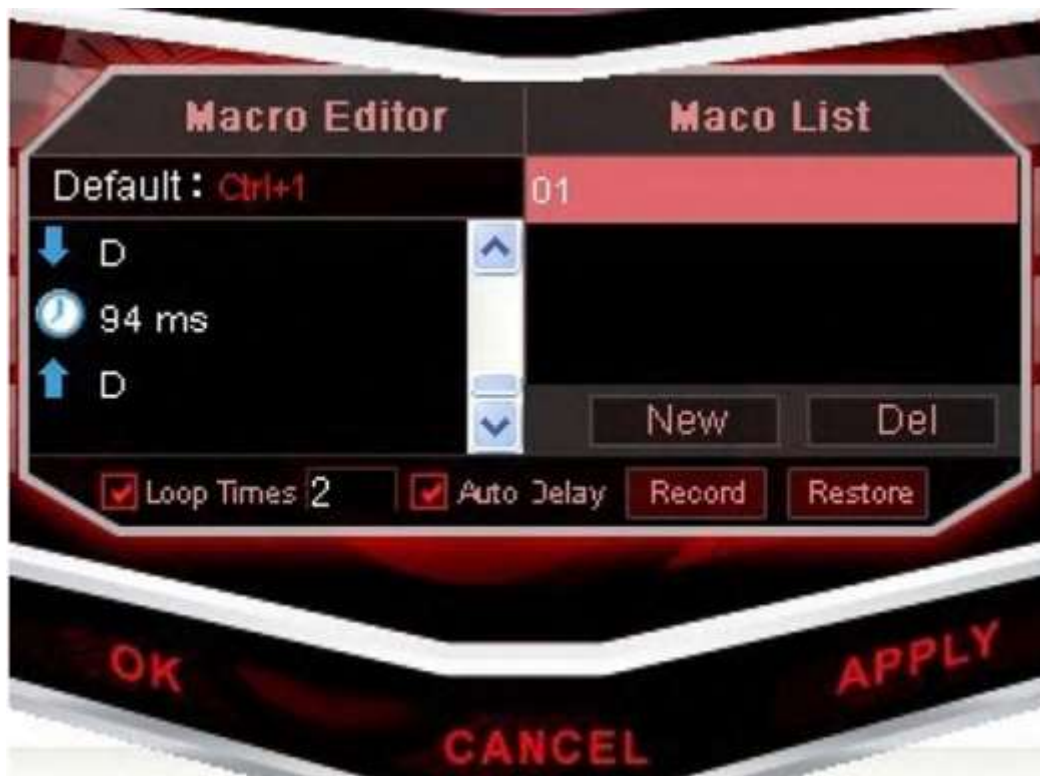 Macro Editor
Maco List
Default: Ctrl+1
01
D
94 ms
D
New Del
Loop Times 2 Auto Delay Record Restore
OK
CANCEL
APPLY